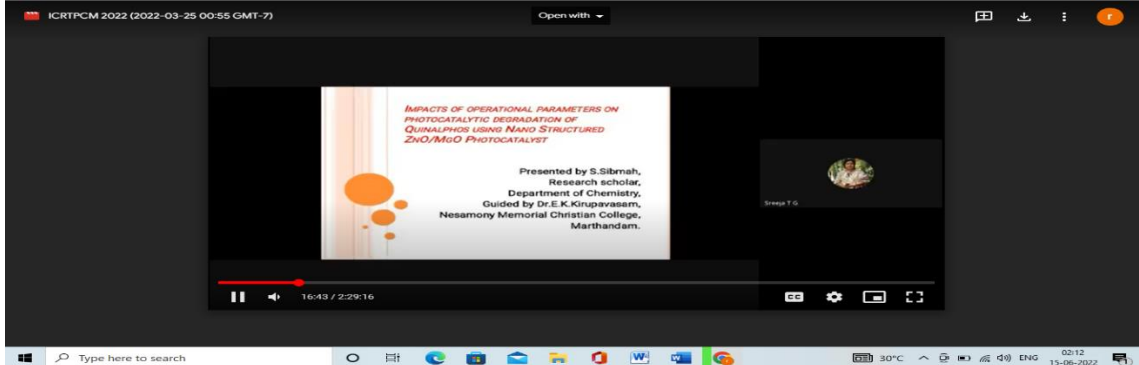 ICRTPCM 2022 (2022-03-25 00:55 GMT-7)
Open with
r
IMPACTS OF OPERATIONAL PARAMETERS ON
PHOTOCATALYTIC DEGRADATION OF
QUINALPHOS USING NANO STRUCTURED
ZNO/MGO PHOTOCATALYST
Presented by S.Sibmah,
Research scholar,
Department of Chemistry,
Guided by Dr.E.K.Kirupavasam,
Nesamony Memorial Christian College,
Marthandam.
Sreeja T G
16:43 / 2:29:16
CC
Type here to search
30°C
ENG
02:12
15-06-2022